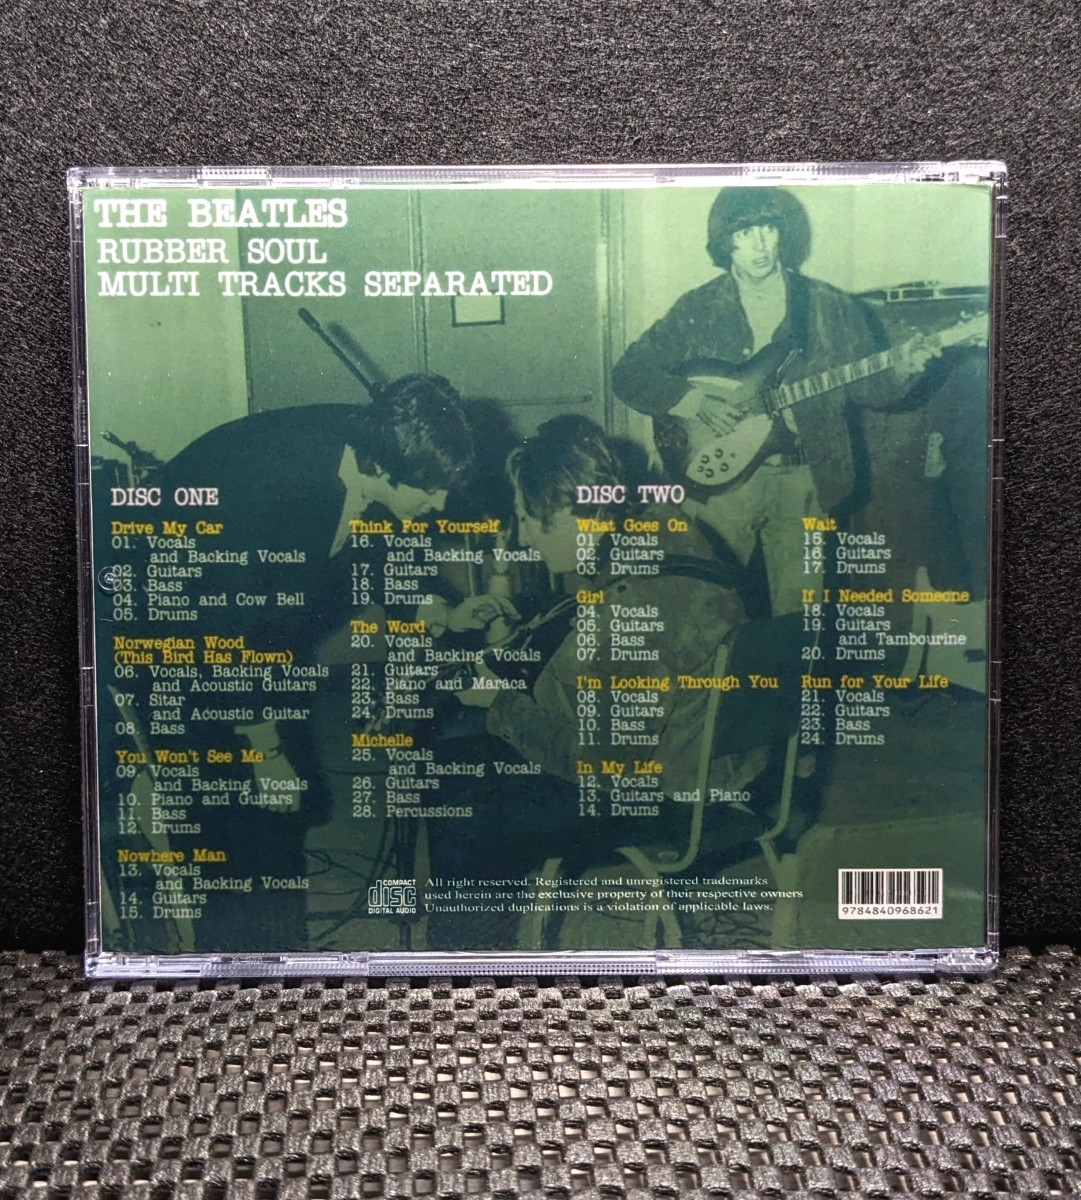 THE BEATLES
RUBBER SOUL
MULTI TRACKS SEPARATED
DISC ONE
Drive My Car
01. Vocals
and Backing Vocals
02. Guitars
03. Bass
04. Piano and Cow Bell
05. Drums
Norwegian Wood
(This Bird Has Flown)
06. Vocals, Backing Vocals
and Acoustic Guitars
07. Sitar
and Acoustic Guitar
08. Bass
You Won't See Me
09. Vocals
and Backing Vocals
10. Piano and Guitars
11. Bass
12. Drums
Nowhere Man
13. Vocals
and Backing Vocals
14. Guitars
15. Drums
Think For Yourself
16. Vocals
and Backing Vocals
17. Guitars
18. Bass
19. Drums
The Word
20. Vocals
and Backing Vocals
21. Guitars
22. Piano and Maraca
23. Bass
24. Drums
Michelle
25. Vocals
and Backing Vocals
26. Guitars
27. Bass
28. Percussions
DISC TWO
What Goes On
01. Vocals
02. Guitars
03. Drums
Girl
04. Vocals
05. Guitars
06. Bass
07. Drums
I'm Looking Through You
08. Vocals
09. Guitars
10. Bass
11. Drums
In My Life
12. Vocals
13. Guitars and Piano
14. Drums
Wait
15. Vocals
16. Guitars
17. Drums
If I Needed Someone
18. Vocals
19. Guitars
and Tambourine
20. Drums
Run for Your Life
21. Vocals
22. Guitars
23. Bass
24. Drums
COMPACT
disc
DIGITAL AUDIO
All right reserved. Registered and unregistered trademarks
used herein are the exclusive property of their respective owners
Unauthorized duplications is a violation of applicable laws.
9784840968621